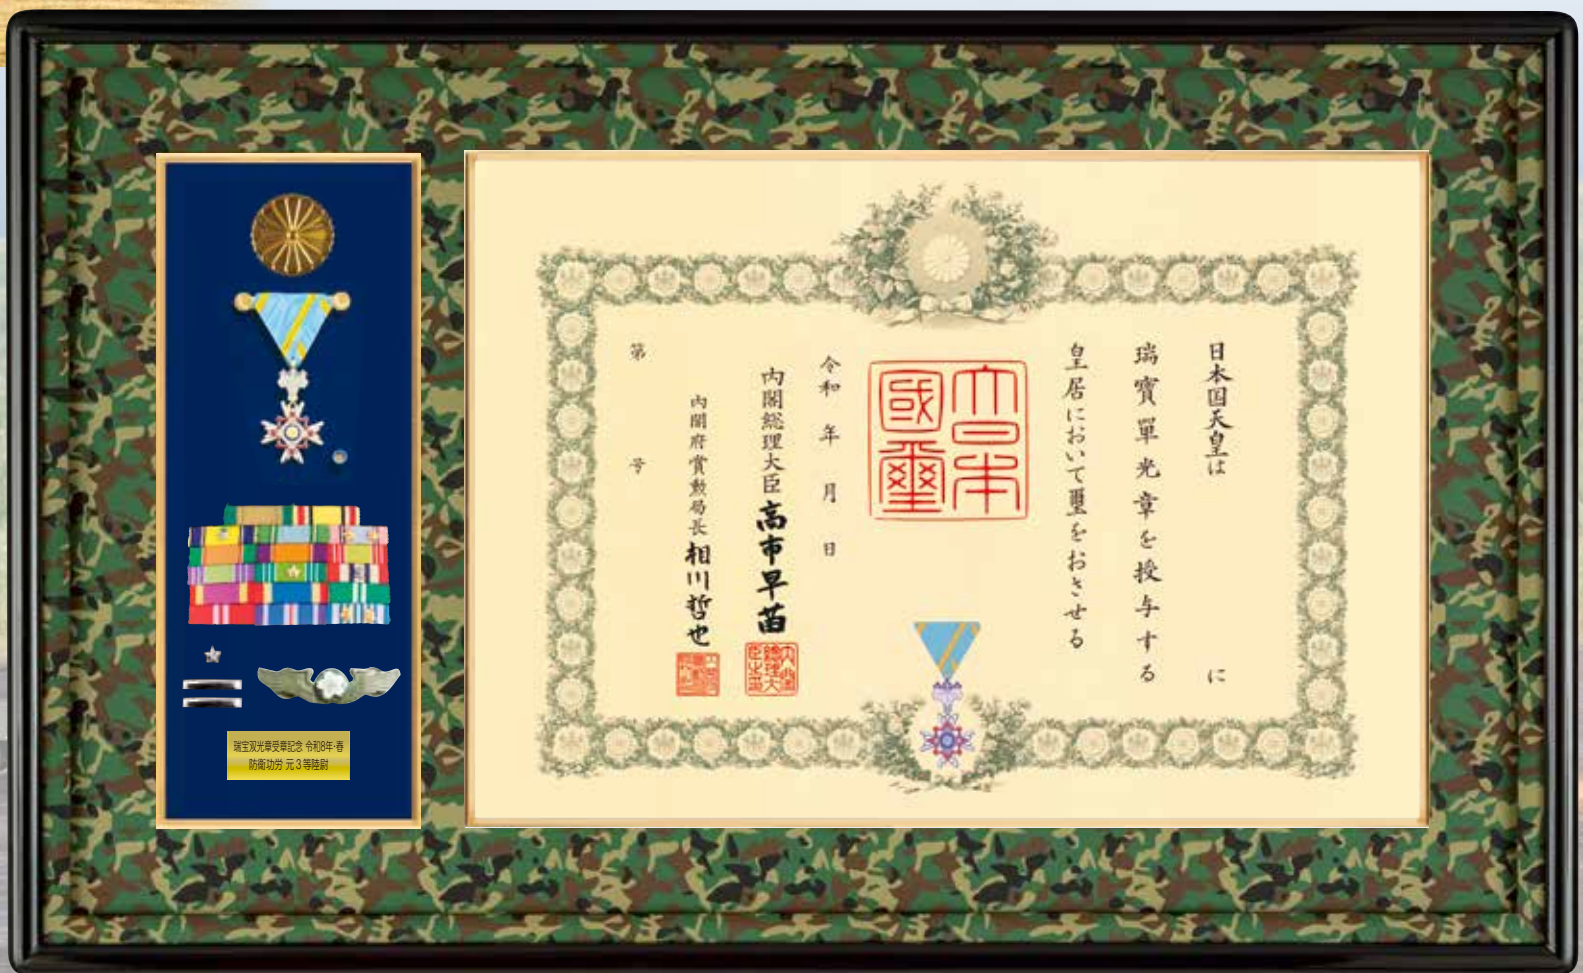 日本国天皇は　に
瑞寶單光章を授与する
皇居において璽をおさせる
大日本
國璽
令和　年　月　日
内閣総理大臣 高市早苗
内閣府賞勲局長 相川哲也
第　号
瑞宝双光章受章記念 令和8年·春
防衛功労 元3等陸尉